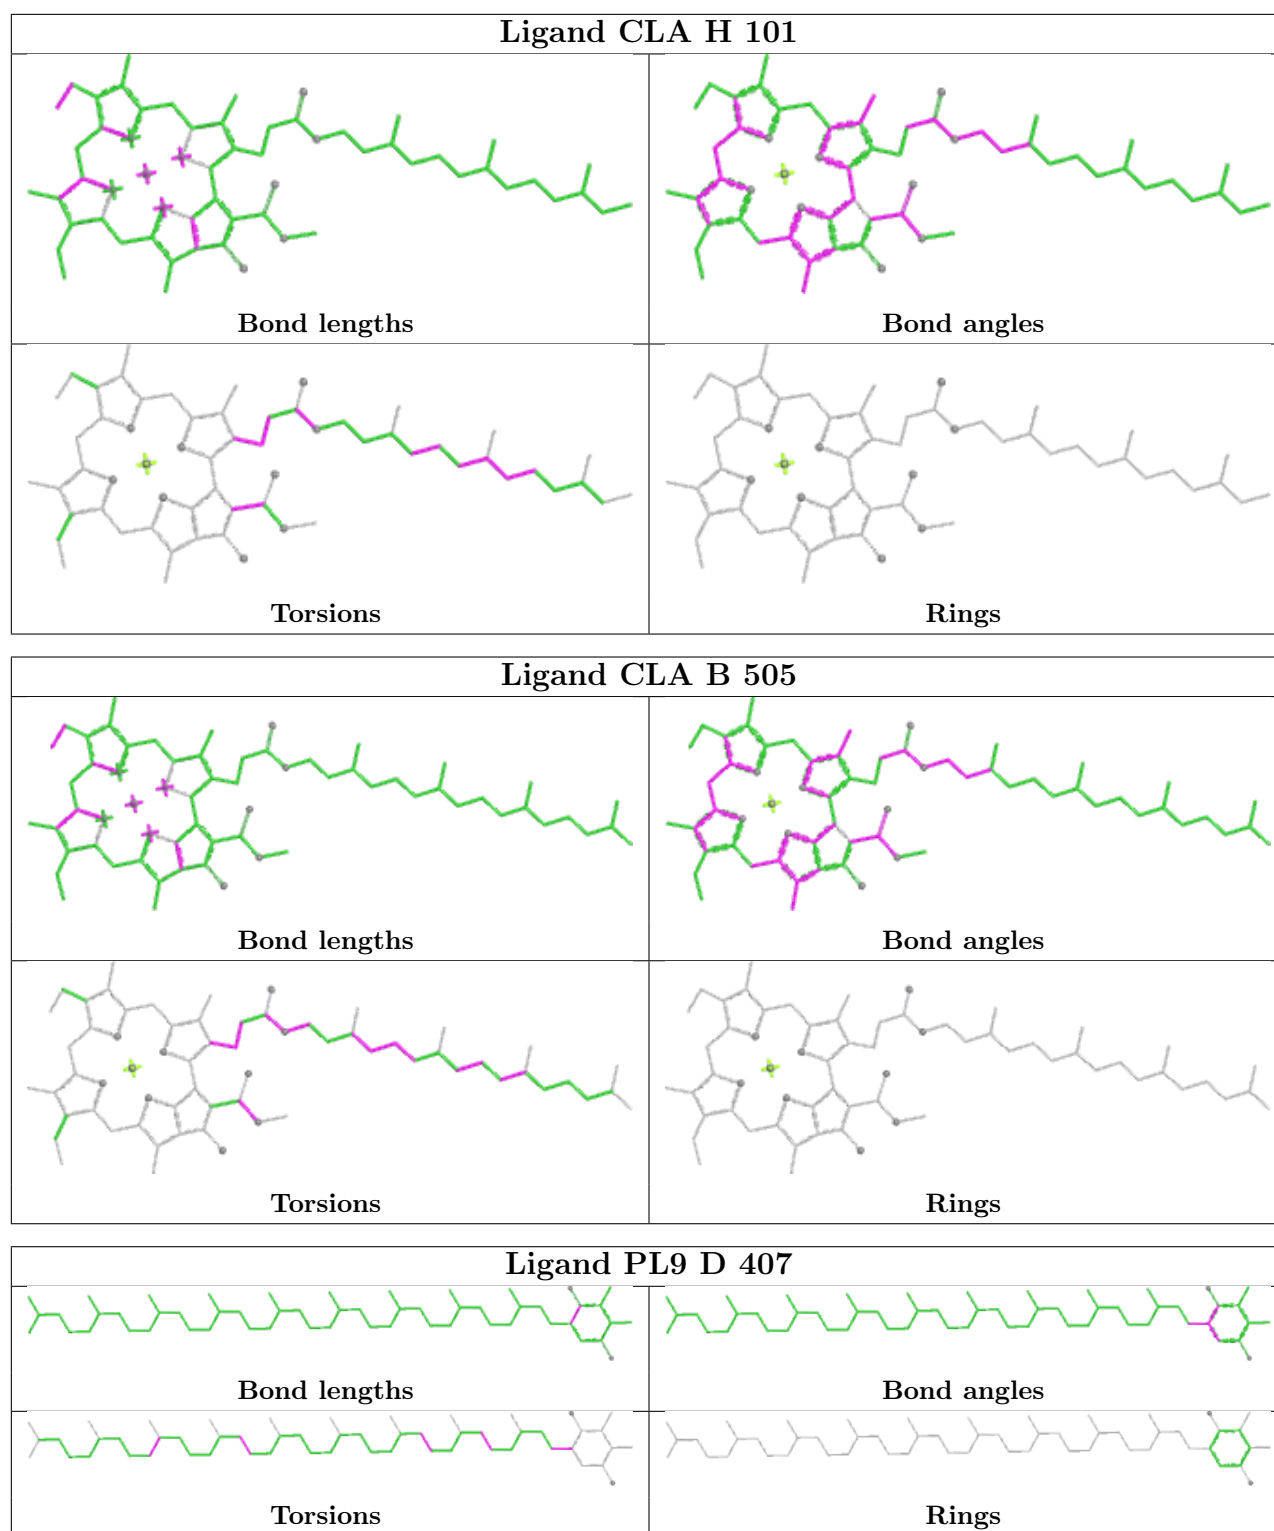 Ligand CLA H 101
Bond lengths
Bond angles
Torsions
Rings
Ligand CLA B 505
Bond lengths
Bond angles
Torsions
Rings
Ligand PL9 D 407
Bond lengths
Bond angles
Torsions
Rings